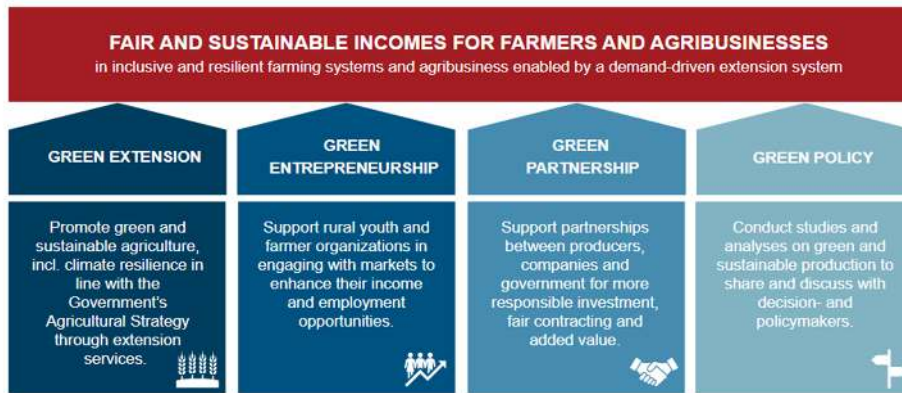 FAIR AND SUSTAINABLE INCOMES FOR FARMERS AND AGRIBUSINESSES
in inclusive and resilient farming systems and agribusiness enabled by a demand-driven extension system
GREEN EXTENSION
Promote green and
sustainable agriculture,
incl. climate resilience in
line with the
Government's
Agricultural Strategy
through extension
services.
GREEN
ENTREPRENEURSHIP
Support rural youth and
farmer organizations in
engaging with markets to
enhance their income
and employment
opportunities.
GREEN
PARTNERSHIP
Support partnerships
between producers,
companies and
government for more
responsible investment,
fair contracting and
added value.
GREEN POLICY
Conduct studies and
analyses on green and
sustainable production to
share and discuss with
decision- and
policymakers.